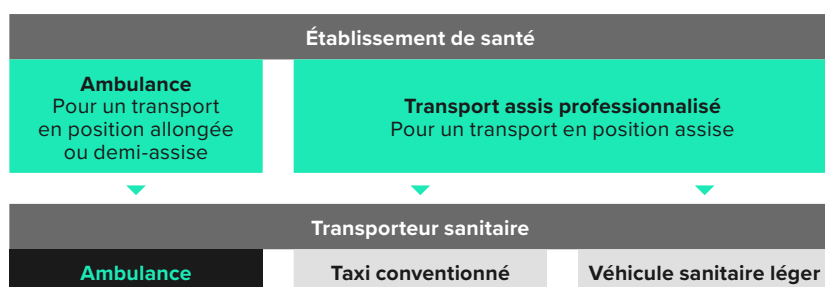 Établissement de santé
Ambulance
Pour un transport
en position allongée
ou demi-assise
Transport assis professionnalisé
Pour un transport en position assise
Transporteur sanitaire
Ambulance
Taxi conventionné
Véhicule sanitaire léger